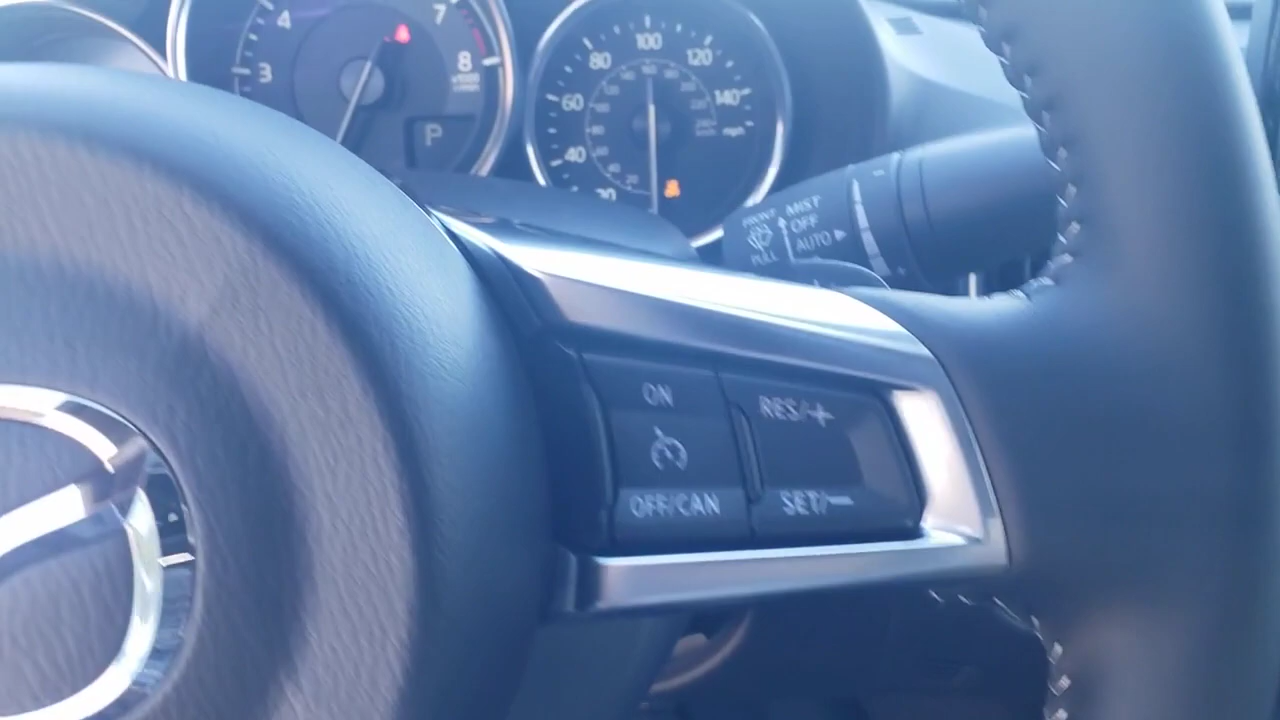 4
3
7
8
P
100
80
120
60
140
40
mph
20
FRONT
PULL
MIST
OFF
AUTO
ON
OFF/CAN
RES/+
SET/−